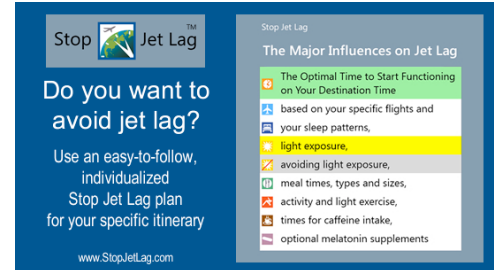 Stop Jet Lag™
Do you want to
avoid jet lag?
Use an easy-to-follow,
individualized
Stop Jet Lag plan
for your specific itinerary
www.StopJetLag.com
Stop Jet Lag
The Major Influences on Jet Lag
The Optimal Time to Start Functioning
on Your Destination Time
based on your specific flights and
your sleep patterns,
light exposure,
avoiding light exposure,
meal times, types and sizes,
activity and light exercise,
times for caffeine intake,
optional melatonin supplements